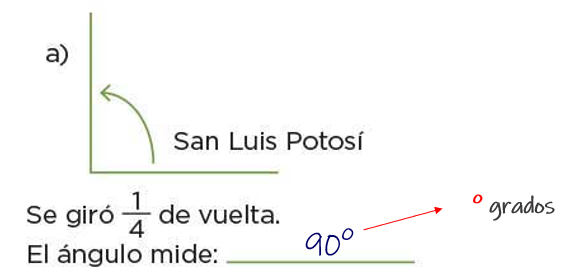 a)
San Luis Potosí
Se giró 1/4 de vuelta.
El ángulo mide: 90°
° grados